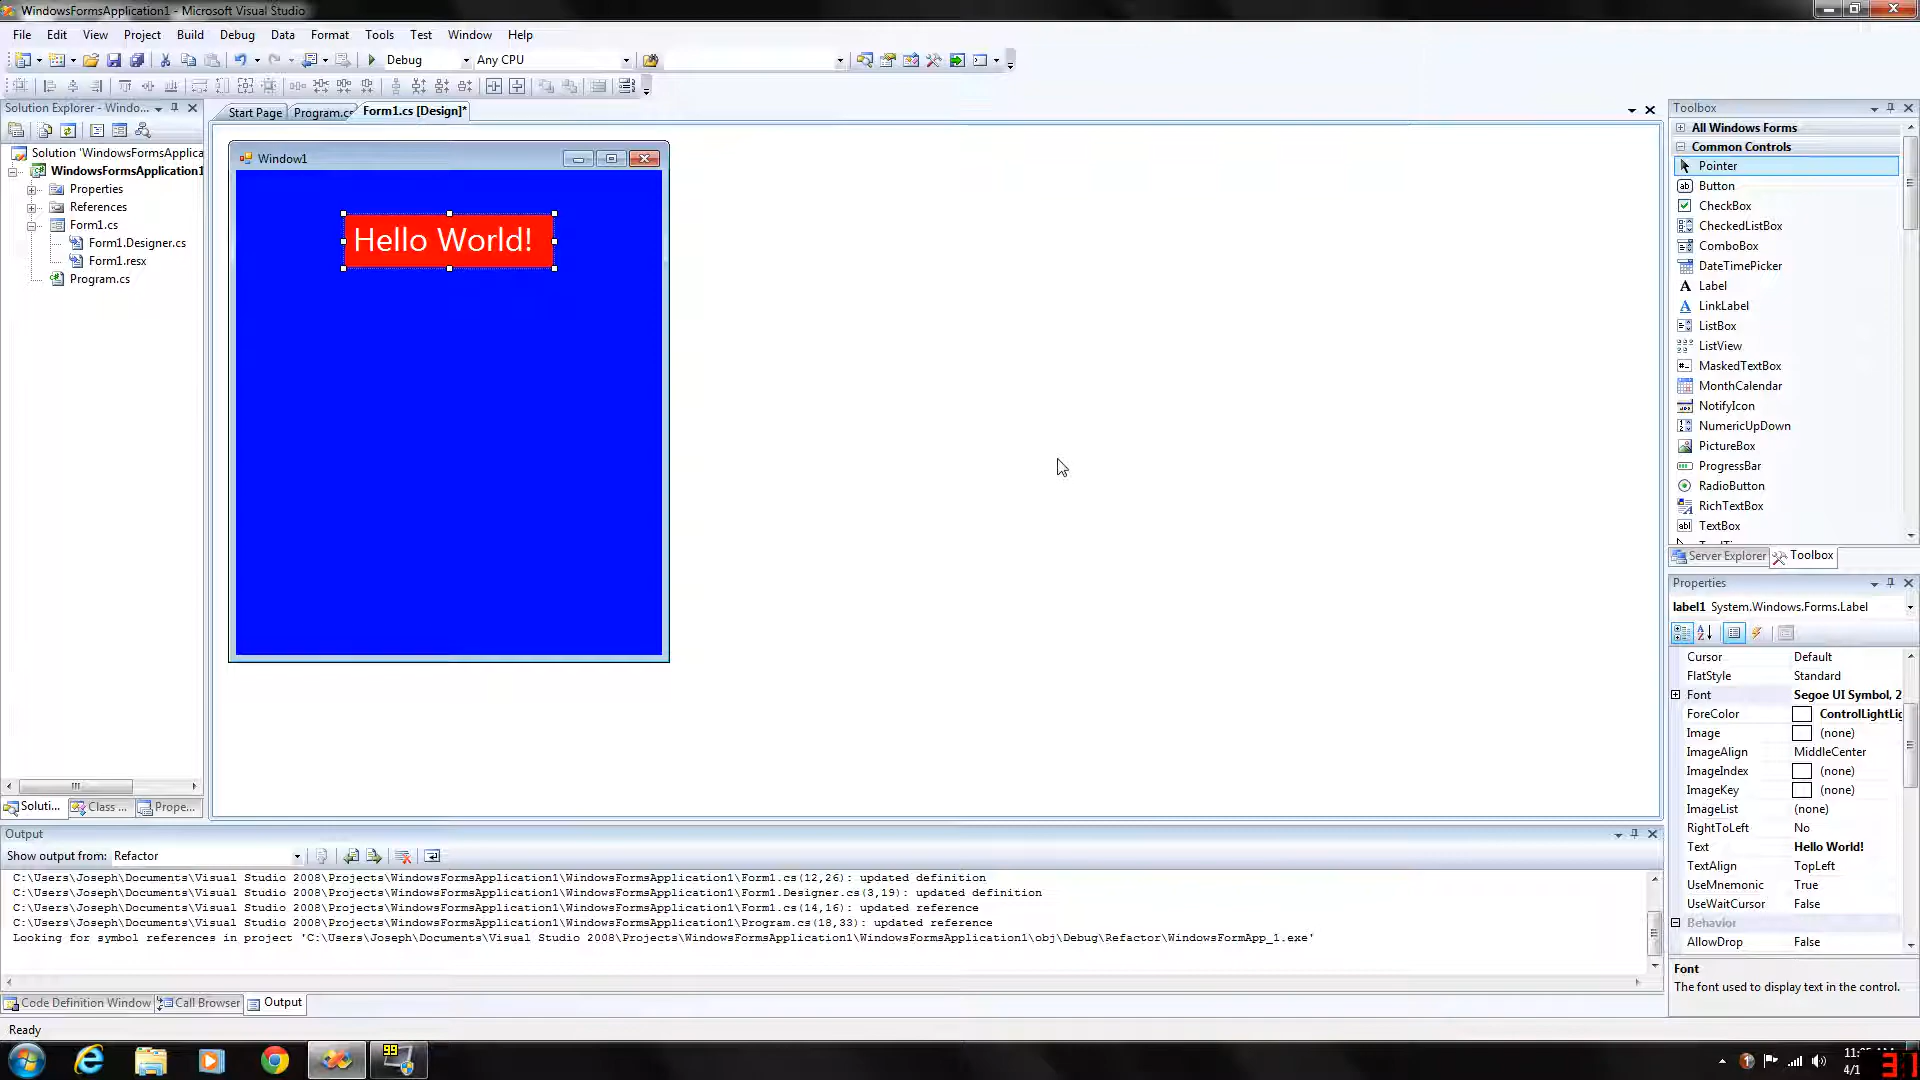 WindowsFormsApplication1 - Microsoft Visual Studio
File Edit View Project Build Debug Data Format Tools Test Window Help
Debug Any CPU
Solution Explorer - Windo...
Start Page Program.cs Form1.cs [Design]*
Toolbox
Solution 'WindowsFormsApplica
WindowsFormsApplication1
Properties
References
Form1.cs
Form1.Designer.cs
Form1.resx
Program.cs
Window1
Hello World!
All Windows Forms
Common Controls
Pointer
Button
CheckBox
CheckedListBox
ComboBox
DateTimePicker
Label
LinkLabel
ListBox
ListView
MaskedTextBox
MonthCalendar
NotifyIcon
NumericUpDown
PictureBox
ProgressBar
RadioButton
RichTextBox
TextBox
Server Explorer Toolbox
Properties
label1 System.Windows.Forms.Label
Cursor Default
FlatStyle Standard
Font Segoe UI Symbol, 2
ForeColor ControlLightLig
Image (none)
ImageAlign MiddleCenter
ImageIndex (none)
ImageKey (none)
ImageList (none)
RightToLeft No
Text Hello World!
TextAlign TopLeft
UseMnemonic True
UseWaitCursor False
Behavior
AllowDrop False
Font
The font used to display text in the control.
Soluti... Class ... Prope...
Output
Show output from: Refactor
C:\Users\Joseph\Documents\Visual Studio 2008\Projects\WindowsFormsApplication1\WindowsFormsApplication1\Form1.cs(12,26): updated definition
C:\Users\Joseph\Documents\Visual Studio 2008\Projects\WindowsFormsApplication1\WindowsFormsApplication1\Form1.Designer.cs(3,19): updated definition
C:\Users\Joseph\Documents\Visual Studio 2008\Projects\WindowsFormsApplication1\WindowsFormsApplication1\Form1.cs(14,16): updated reference
C:\Users\Joseph\Documents\Visual Studio 2008\Projects\WindowsFormsApplication1\WindowsFormsApplication1\Program.cs(18,33): updated reference
Looking for symbol references in project 'C:\Users\Joseph\Documents\Visual Studio 2008\Projects\WindowsFormsApplication1\WindowsFormsApplication1\obj\Debug\Refactor\WindowsFormApp_1.exe'
Code Definition Window Call Browser Output
Ready
99
4/1